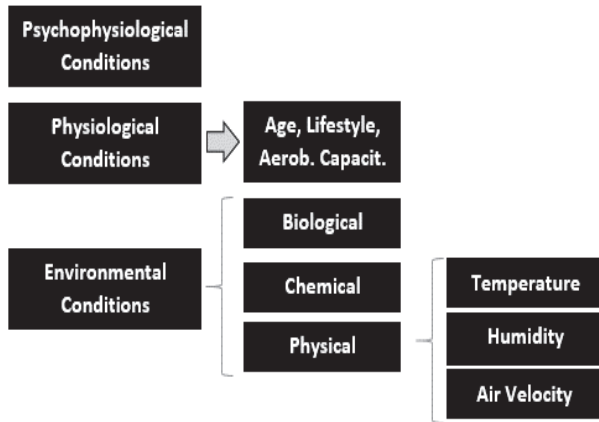 Psychophysiological
Conditions
Physiological
Conditions
Age, Lifestyle,
Aerob. Capacit.
Environmental
Conditions
Biological
Chemical
Physical
Temperature
Humidity
Air Velocity